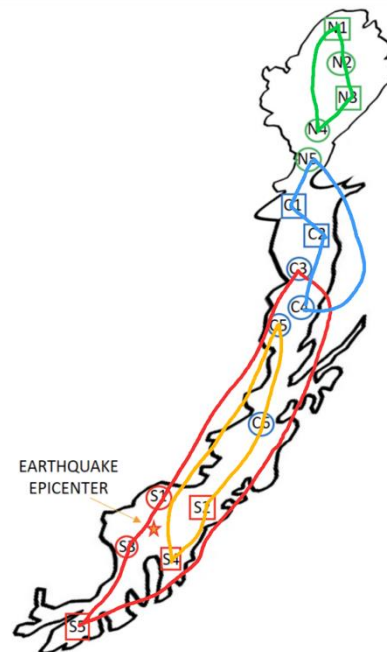 N1
N2
N3
N4
N5
C1
C2
C3
C4
C5
C6
EARTHQUAKE
EPICENTER
S1
S2
S3
S4
S5